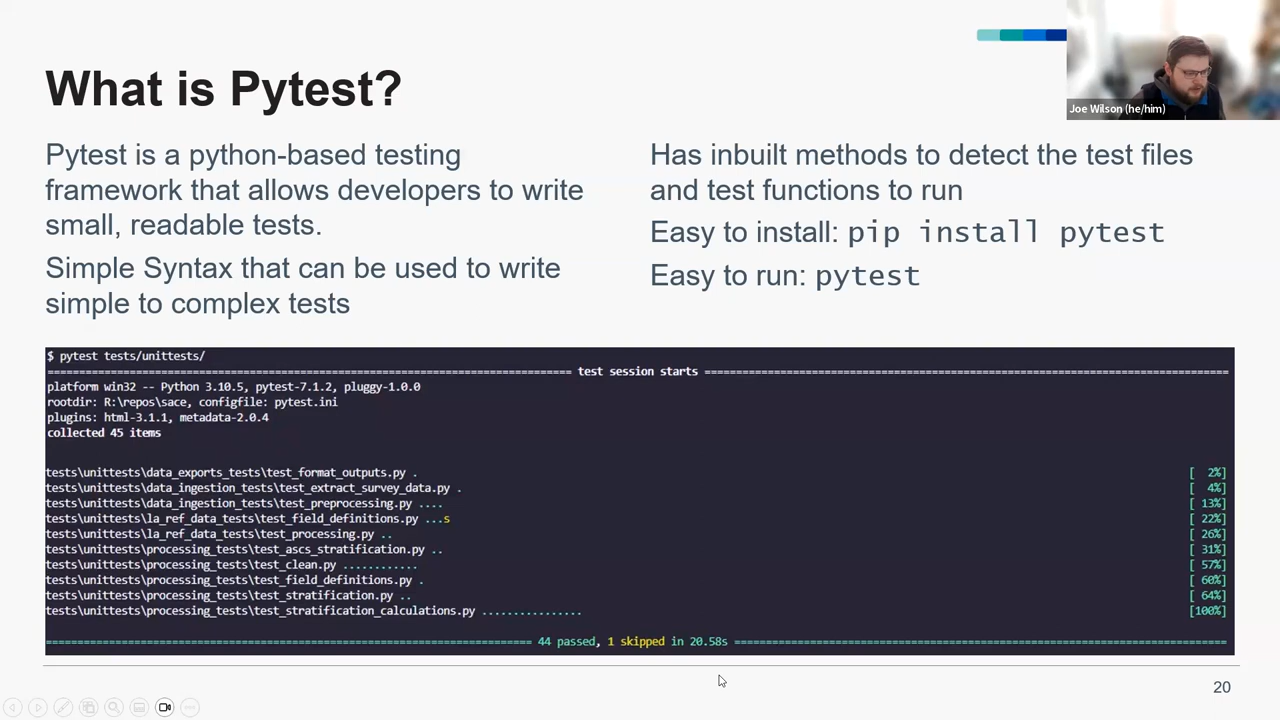 What is Pytest?
Joe Wilson (he/him)
Pytest is a python-based testing
framework that allows developers to write
small, readable tests.
Simple Syntax that can be used to write
simple to complex tests
Has inbuilt methods to detect the test files
and test functions to run
Easy to install: pip install pytest
Easy to run: pytest
$ pytest tests/unittests/
============================ test session starts ============================
platform win32 -- Python 3.10.5, pytest-7.1.2, pluggy-1.0.0
rootdir: R:\repos\sace, configfile: pytest.ini
plugins: html-3.1.1, metadata-2.0.4
collected 45 items
tests\unittests\data_exports_tests\test_format_outputs.py . [  2%]
tests\unittests\data_ingestion_tests\test_extract_survey_data.py . [  4%]
tests\unittests\data_ingestion_tests\test_preprocessing.py .... [ 13%]
tests\unittests\la_ref_data_tests\test_field_definitions.py ...s [ 22%]
tests\unittests\la_ref_data_tests\test_processing.py .. [ 26%]
tests\unittests\processing_tests\test_ascs_stratification.py .. [ 31%]
tests\unittests\processing_tests\test_clean.py ............ [ 57%]
tests\unittests\processing_tests\test_field_definitions.py . [ 60%]
tests\unittests\processing_tests\test_stratification.py .. [ 64%]
tests\unittests\processing_tests\test_stratification_calculations.py ................ [100%]
============================ 44 passed, 1 skipped in 20.58s ============================
20